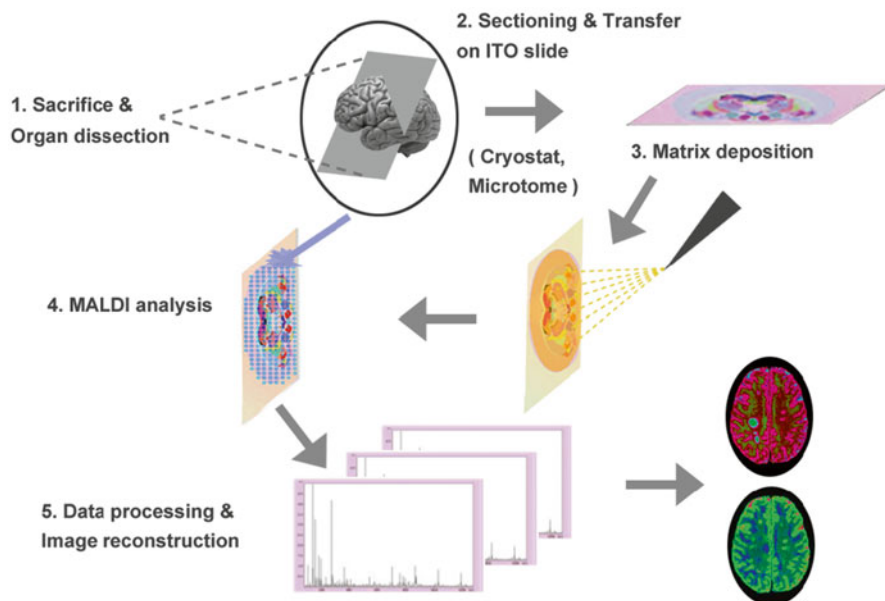 1. Sacrifice &
Organ dissection
2. Sectioning & Transfer
on ITO slide
( Cryostat,
Microtome )
3. Matrix deposition
4. MALDI analysis
5. Data processing &
Image reconstruction